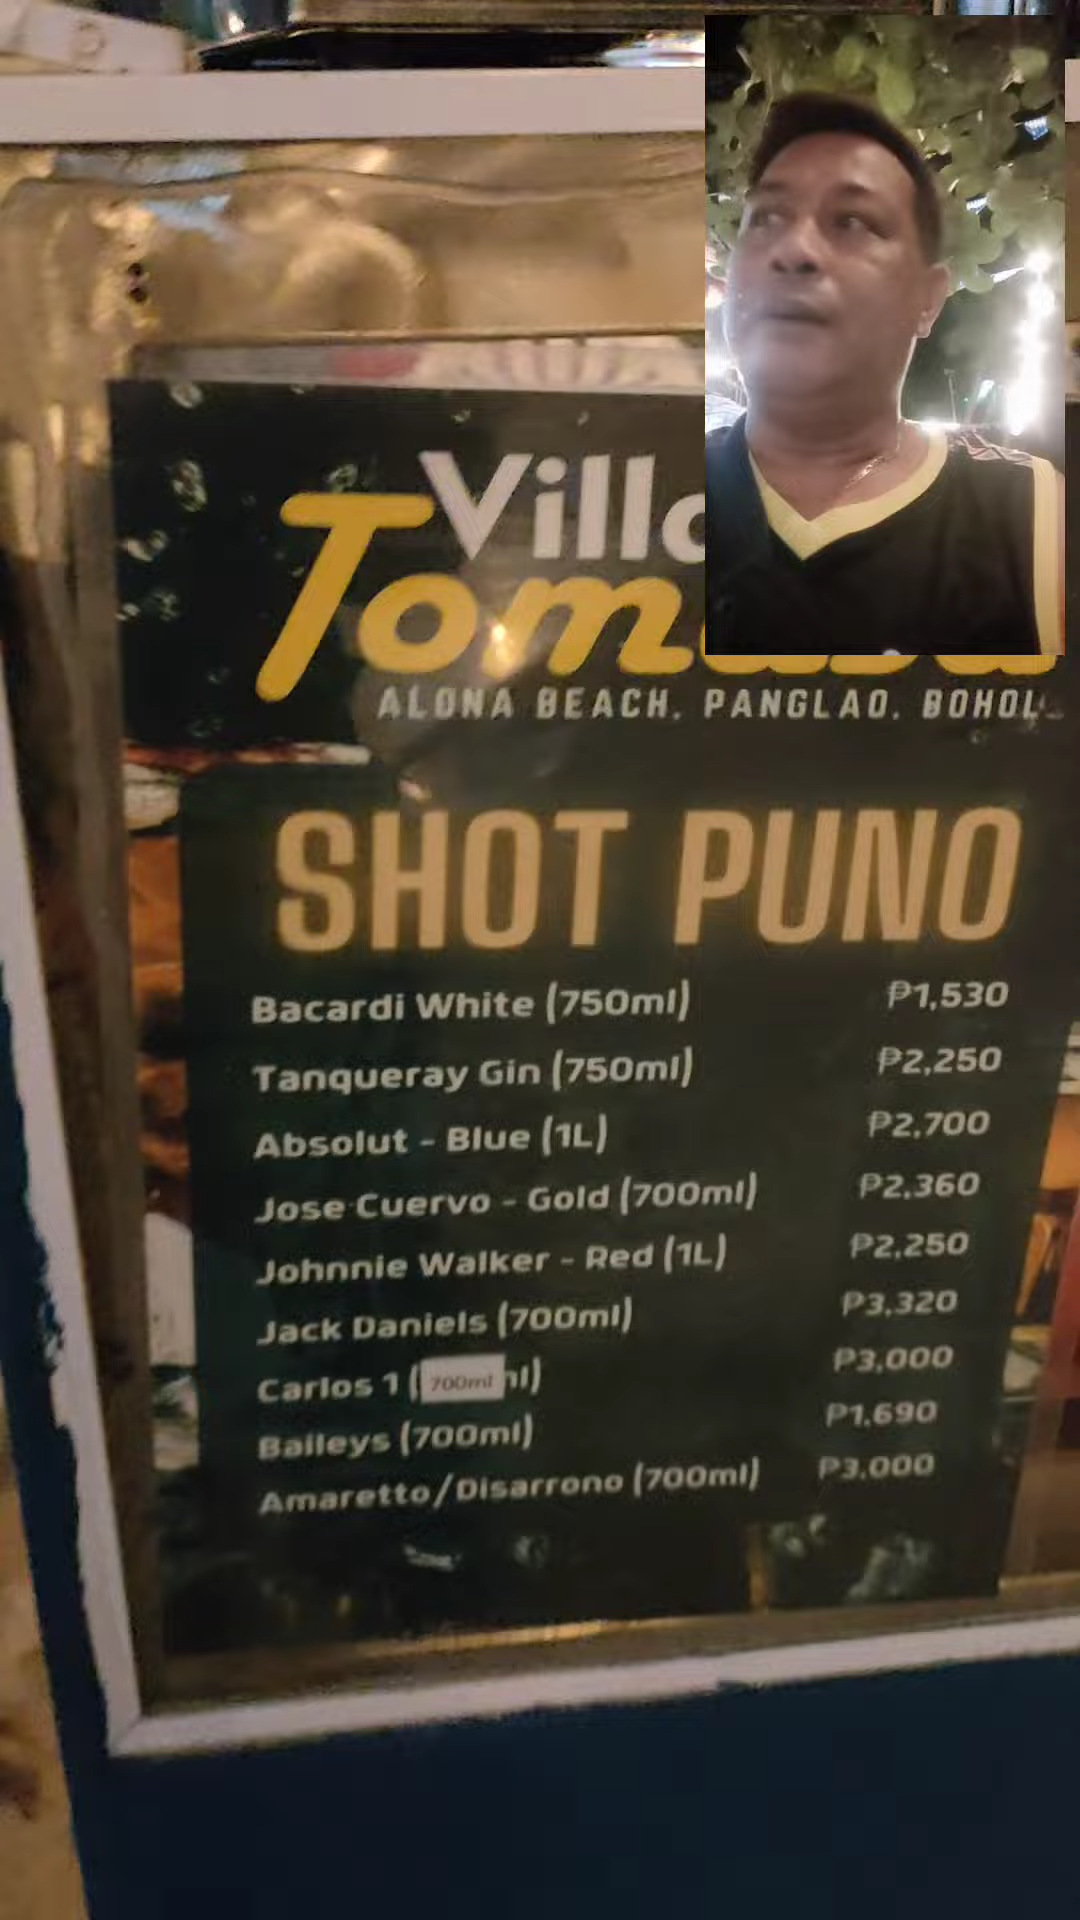 Villa
Tomasa
ALONA BEACH, PANGLAO, BOHOL
SHOT PUNO
Bacardi White (750ml) ₱1,530
Tanqueray Gin (750ml) ₱2,250
Absolut - Blue (1L) ₱2,700
Jose Cuervo - Gold (700ml) ₱2,360
Johnnie Walker - Red (1L) ₱2,250
Jack Daniels (700ml) ₱3,320
Carlos 1 (700ml) ₱3,000
Baileys (700ml) ₱1,690
Amaretto/Disarrono (700ml) ₱3,000